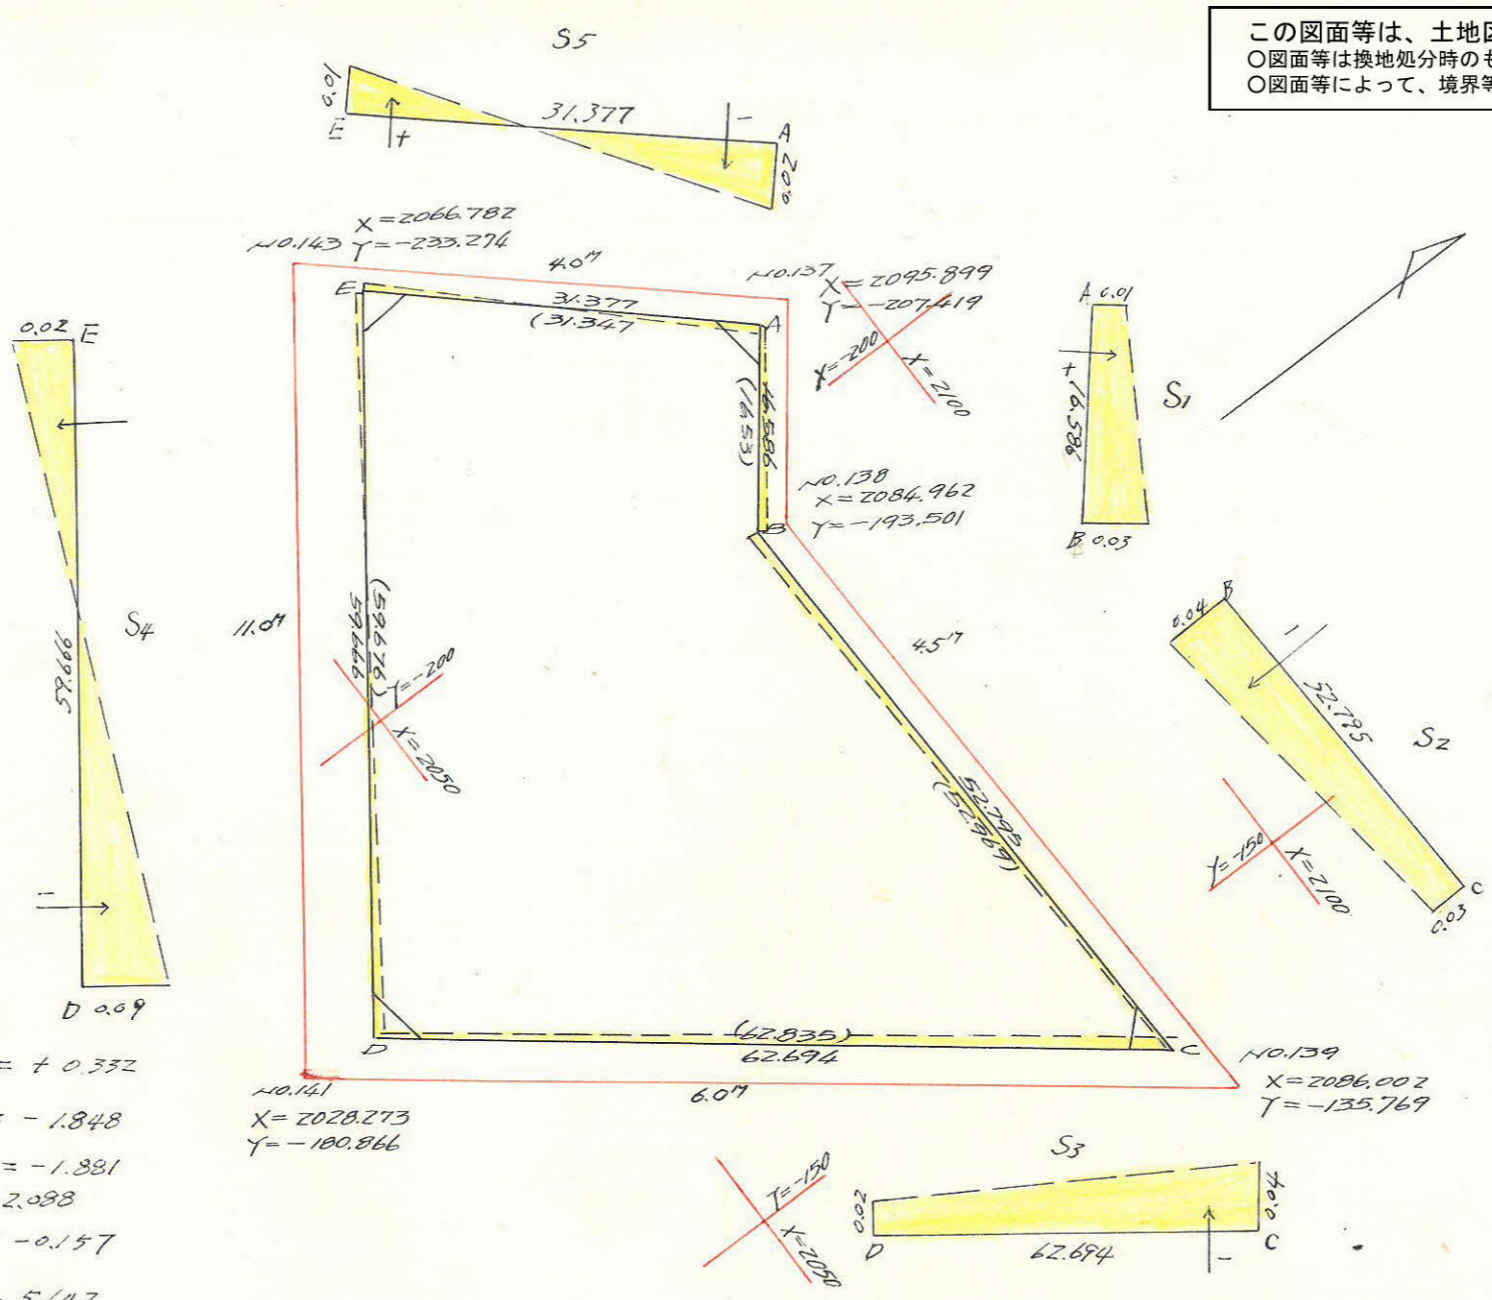 この図面等は、土地区
○図面等は換地処分時のも
○図面等によって、境界等
S5
0.01
E
+
31.377
-
A
0.02
X=2066.782
NO.143 Y=-233.274
4.0M
NO.137 X=2095.899
Y=-207.419
E
31.377
(31.347
A
Y=-200
X=2100
16.586
(16.53)
A 0.01
+
16.586
S1
B 0.03
0.02 E
59.666
S4
D 0.09
-
NO.138
X=2084.962
Y=-193.501
B
11.0M
(59.676)
59.666
Y=-200
X=2050
4.5M
52.795
(52.969)
B
0.04
-
52.795
S2
C
0.03
Y=-150
X=2100
(62.835)
62.694
D
C
6.0M
NO.141
X=2028.273
Y=-180.866
NO.139
X=2086.002
Y=-135.769
= + 0.332
= - 1.848
= -1.881
2.088
-0.157
S3
0.02
D
62.694
C
0.04
-
Y=-150
X=2050